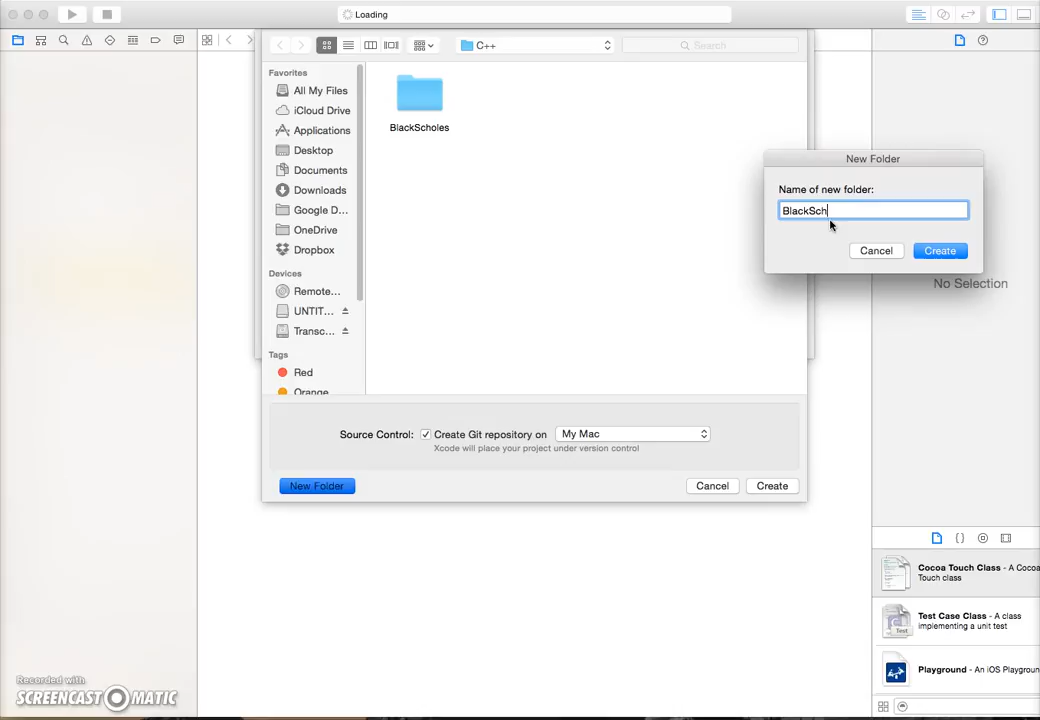 Loading
C++
Search
Favorites
All My Files
iCloud Drive
Applications
Desktop
Documents
Downloads
Google D...
OneDrive
Dropbox
Devices
Remote...
UNTIT...
Transc...
Tags
Red
Orange
BlackScholes
New Folder
Name of new folder:
BlackSch
Cancel
Create
No Selection
Source Control:
Create Git repository on
My Mac
Xcode will place your project under version control
New Folder
Cancel
Create
{ }
Cocoa Touch Class - A Cocoa
Touch class
Test
Test Case Class - A class
implementing a unit test
Playground - An iOS Playgroun
Recorded with
SCREENCAST-O-MATIC